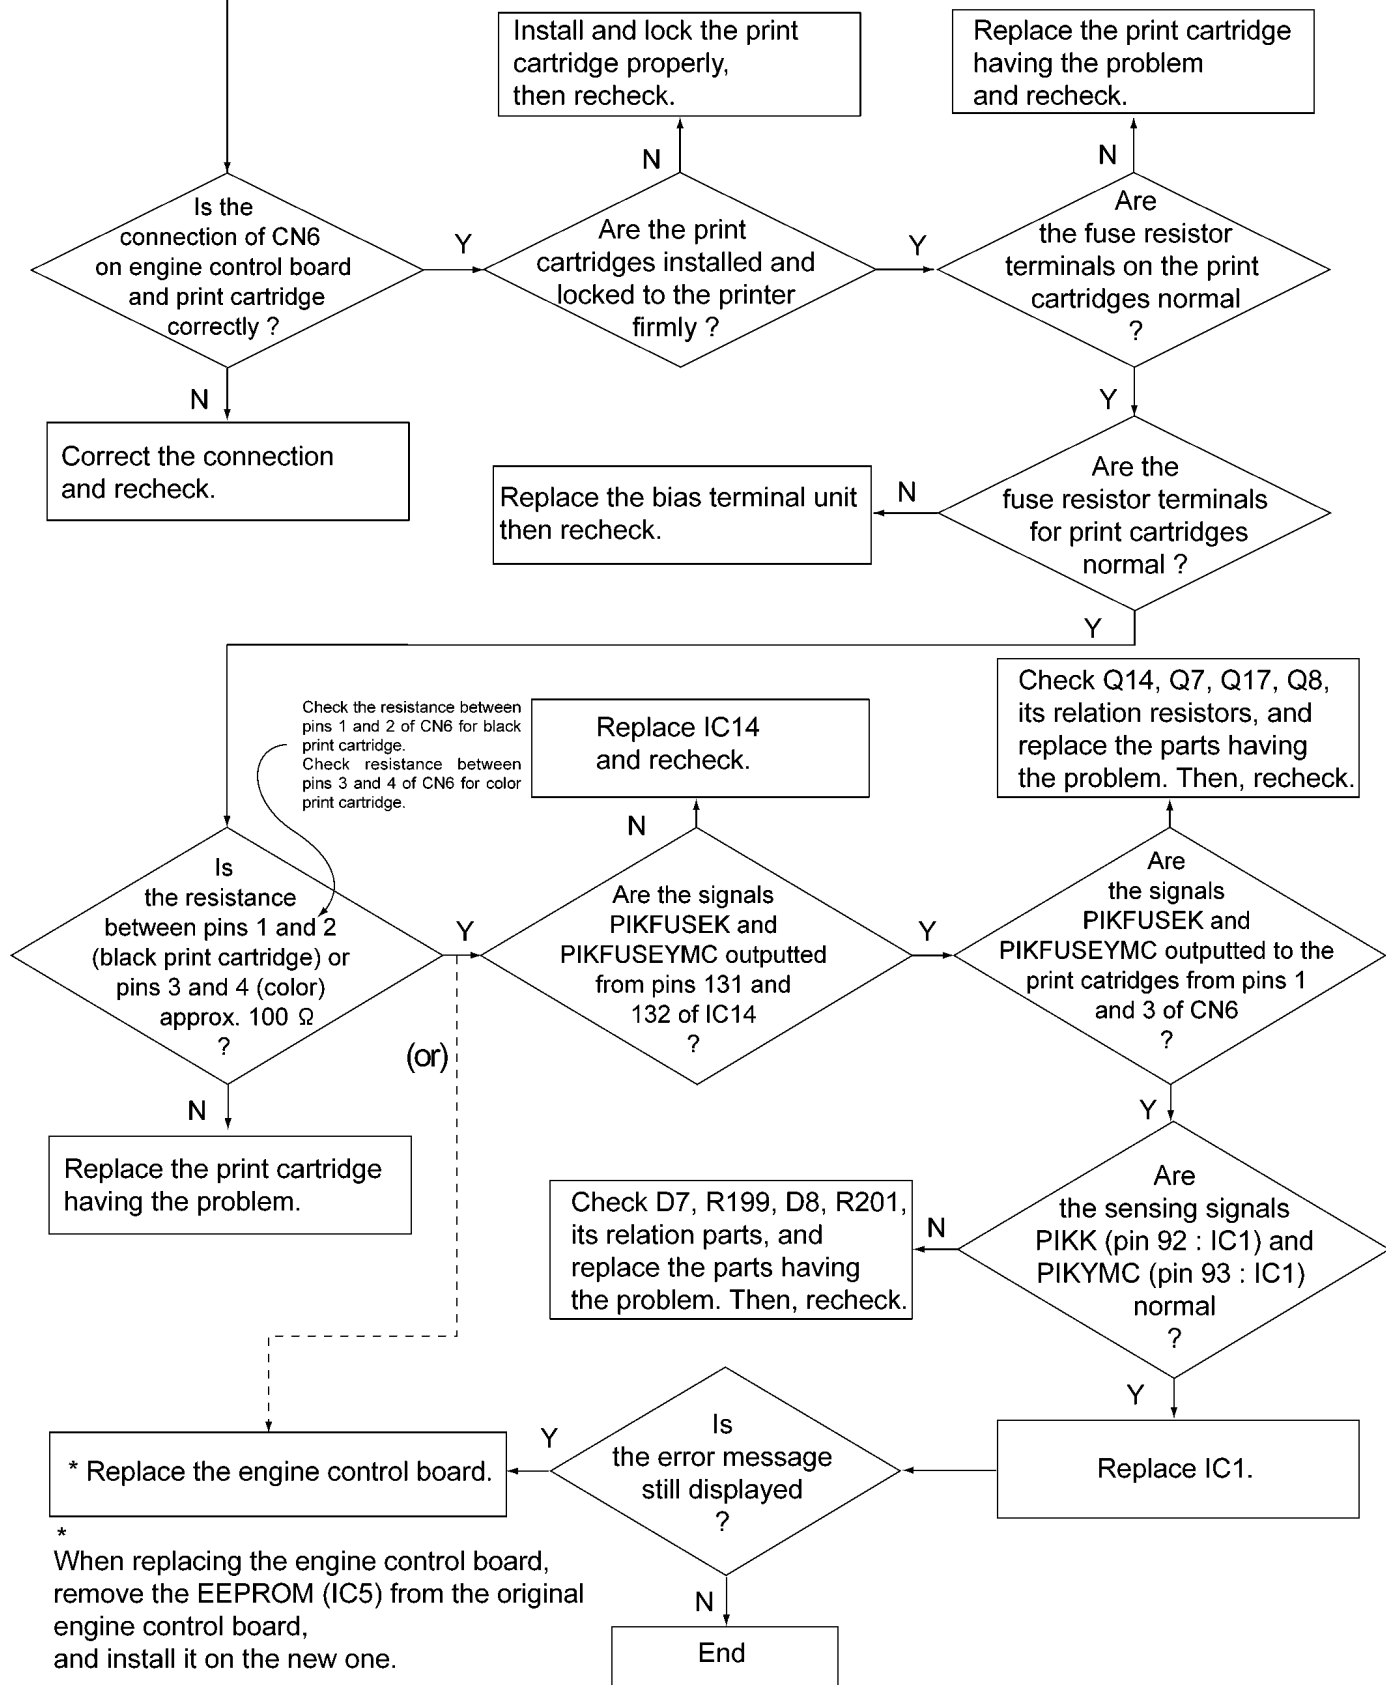 Install and lock the print
cartridge properly,
then recheck.
Replace the print cartridge
having the problem
and recheck.
N
N
Is the
connection of CN6
on engine control board
and print cartridge
correctly ?
Y
Are the print
cartridges installed and
locked to the printer
firmly ?
Y
Are
the fuse resistor
terminals on the print
cartridges normal
?
N
Y
Correct the connection
and recheck.
Replace the bias terminal unit
then recheck.
N
Are the
fuse resistor terminals
for print cartridges
normal ?
Y
Check the resistance between
pins 1 and 2 of CN6 for black
print cartridge.
Check resistance between
pins 3 and 4 of CN6 for color
print cartridge.
Replace IC14
and recheck.
Check Q14, Q7, Q17, Q8,
its relation resistors, and
replace the parts having
the problem. Then, recheck.
N
N
Is
the resistance
between pins 1 and 2
(black print cartridge) or
pins 3 and 4 (color)
approx. 100 Ω
?
Y
Are the signals
PIKFUSEK and
PIKFUSEYMC outputted
from pins 131 and
132 of IC14
?
Y
Are
the signals
PIKFUSEK and
PIKFUSEYMC outputted to the
print catridges from pins 1
and 3 of CN6
?
(or)
N
Y
Replace the print cartridge
having the problem.
Check D7, R199, D8, R201,
its relation parts, and
replace the parts having
the problem. Then, recheck.
N
Are
the sensing signals
PIKK (pin 92 : IC1) and
PIKYMC (pin 93 : IC1)
normal
?
Y
* Replace the engine control board.
Y
Is
the error message
still displayed
?
Replace IC1.
*
When replacing the engine control board,
remove the EEPROM (IC5) from the original
engine control board,
and install it on the new one.
N
End